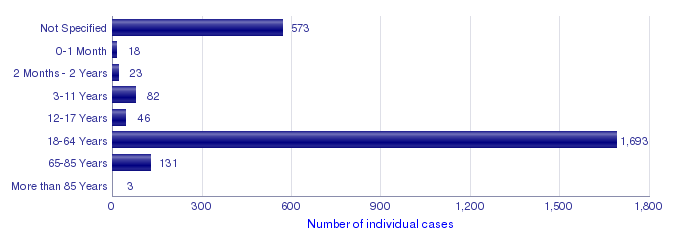 Not Specified 573
0-1 Month 18
2 Months - 2 Years 23
3-11 Years 82
12-17 Years 46
18-64 Years 1,693
65-85 Years 131
More than 85 Years 3
0 300 600 900 1,200 1,500 1,800
Number of individual cases